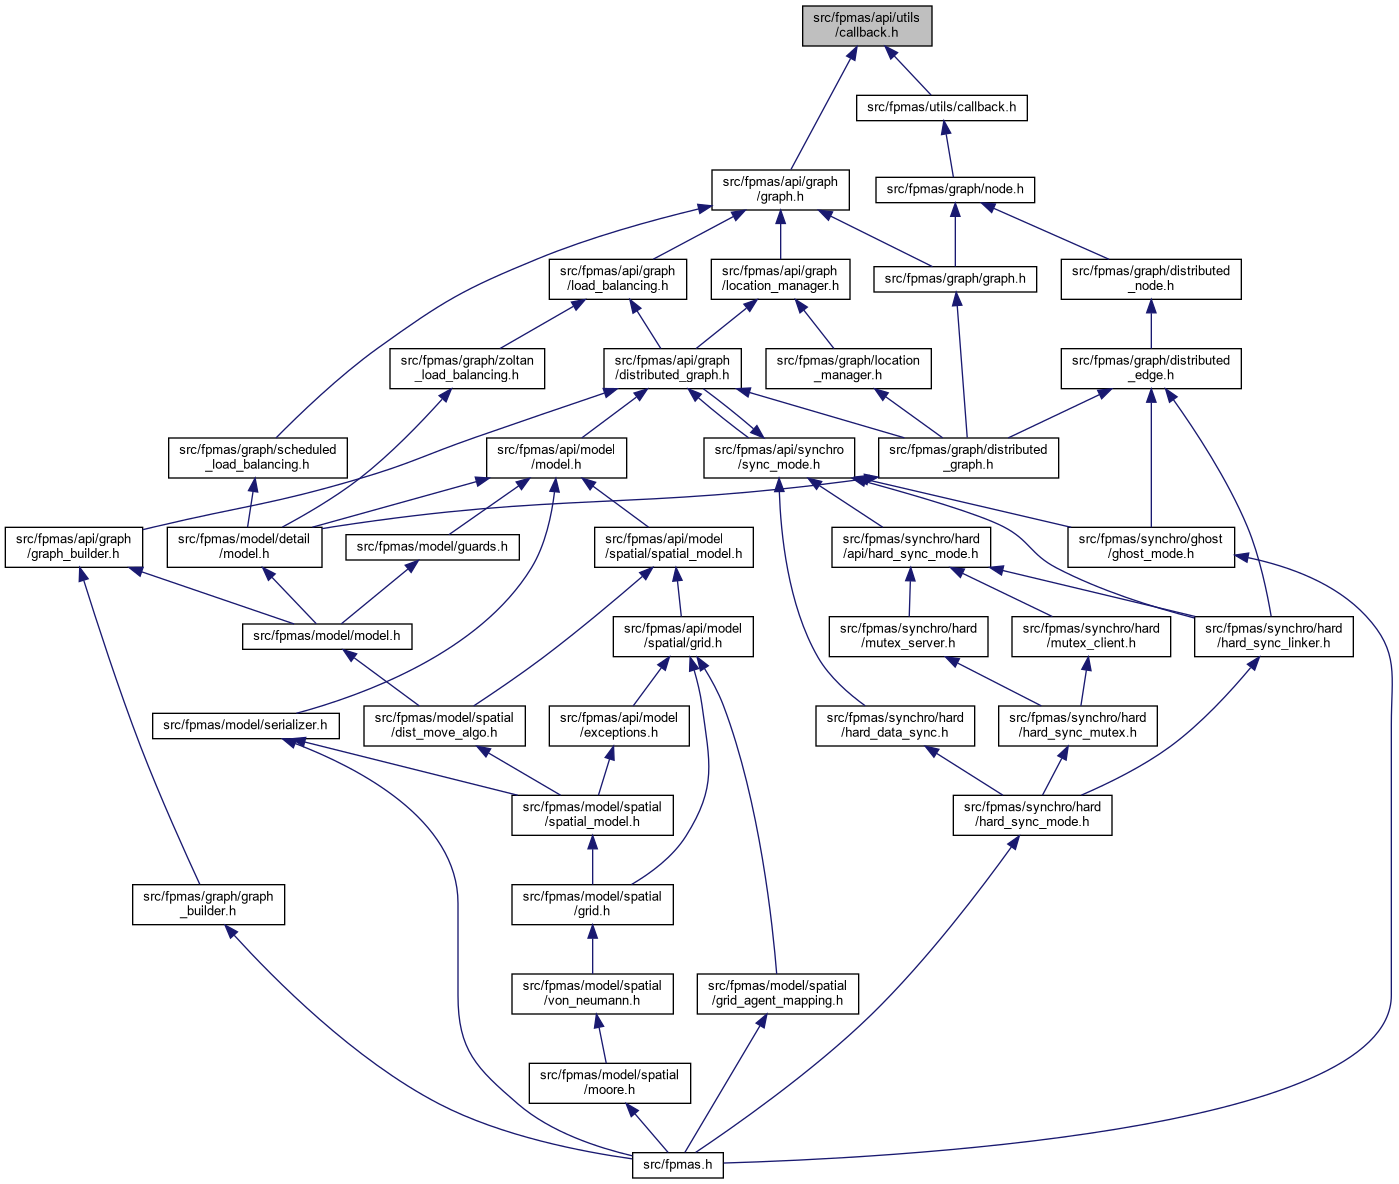 src/fpmas/api/utils
/callback.h
src/fpmas/utils/callback.h
src/fpmas/api/graph
/graph.h
src/fpmas/graph/node.h
src/fpmas/api/graph
/load_balancing.h
src/fpmas/api/graph
/location_manager.h
src/fpmas/graph/graph.h
src/fpmas/graph/distributed
_node.h
src/fpmas/graph/zoltan
_load_balancing.h
src/fpmas/api/graph
/distributed_graph.h
src/fpmas/graph/location
_manager.h
src/fpmas/graph/distributed
_edge.h
src/fpmas/graph/scheduled
_load_balancing.h
src/fpmas/api/model
/model.h
src/fpmas/api/synchro
/sync_mode.h
src/fpmas/graph/distributed
_graph.h
src/fpmas/api/graph
/graph_builder.h
src/fpmas/model/detail
/model.h
src/fpmas/model/guards.h
src/fpmas/api/model
/spatial/spatial_model.h
src/fpmas/synchro/hard
/api/hard_sync_mode.h
src/fpmas/synchro/ghost
/ghost_mode.h
src/fpmas/model/model.h
src/fpmas/api/model
/spatial/grid.h
src/fpmas/synchro/hard
/mutex_server.h
src/fpmas/synchro/hard
/mutex_client.h
src/fpmas/synchro/hard
/hard_sync_linker.h
src/fpmas/model/serializer.h
src/fpmas/model/spatial
/dist_move_algo.h
src/fpmas/api/model
/exceptions.h
src/fpmas/synchro/hard
/hard_data_sync.h
src/fpmas/synchro/hard
/hard_sync_mutex.h
src/fpmas/model/spatial
/spatial_model.h
src/fpmas/synchro/hard
/hard_sync_mode.h
src/fpmas/graph/graph
_builder.h
src/fpmas/model/spatial
/grid.h
src/fpmas/model/spatial
/von_neumann.h
src/fpmas/model/spatial
/grid_agent_mapping.h
src/fpmas/model/spatial
/moore.h
src/fpmas.h